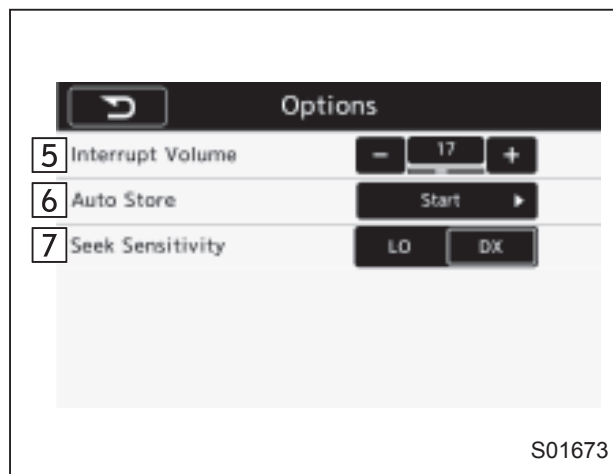 Options
5 Interrupt Volume - 17 +
6 Auto Store Start
7 Seek Sensitivity LO DX
S01673